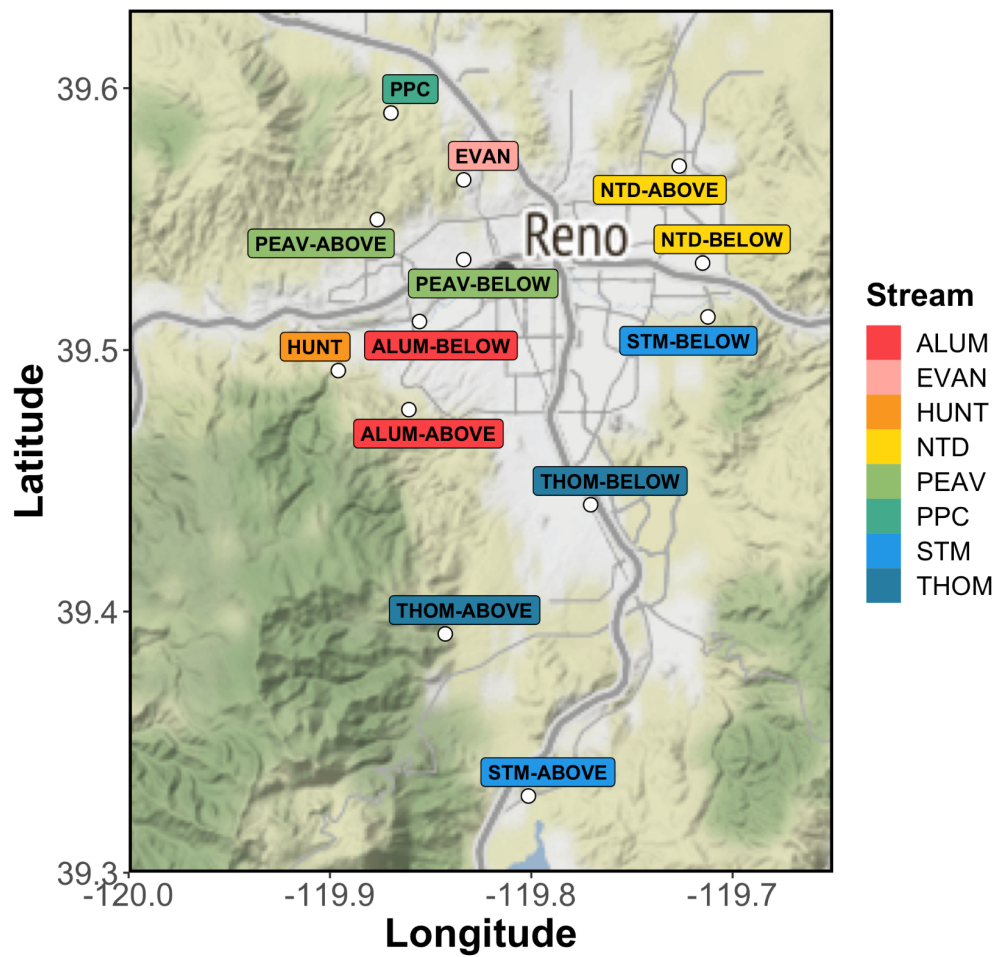 39.6
39.5
39.4
39.3
Latitude
PPC
EVAN
NTD-ABOVE
Reno
PEAV-ABOVE
NTD-BELOW
PEAV-BELOW
HUNT
ALUM-BELOW
STM-BELOW
ALUM-ABOVE
THOM-BELOW
THOM-ABOVE
STM-ABOVE
-120.0
-119.9
-119.8
-119.7
Longitude
Stream
ALUM
EVAN
HUNT
NTD
PEAV
PPC
STM
THOM